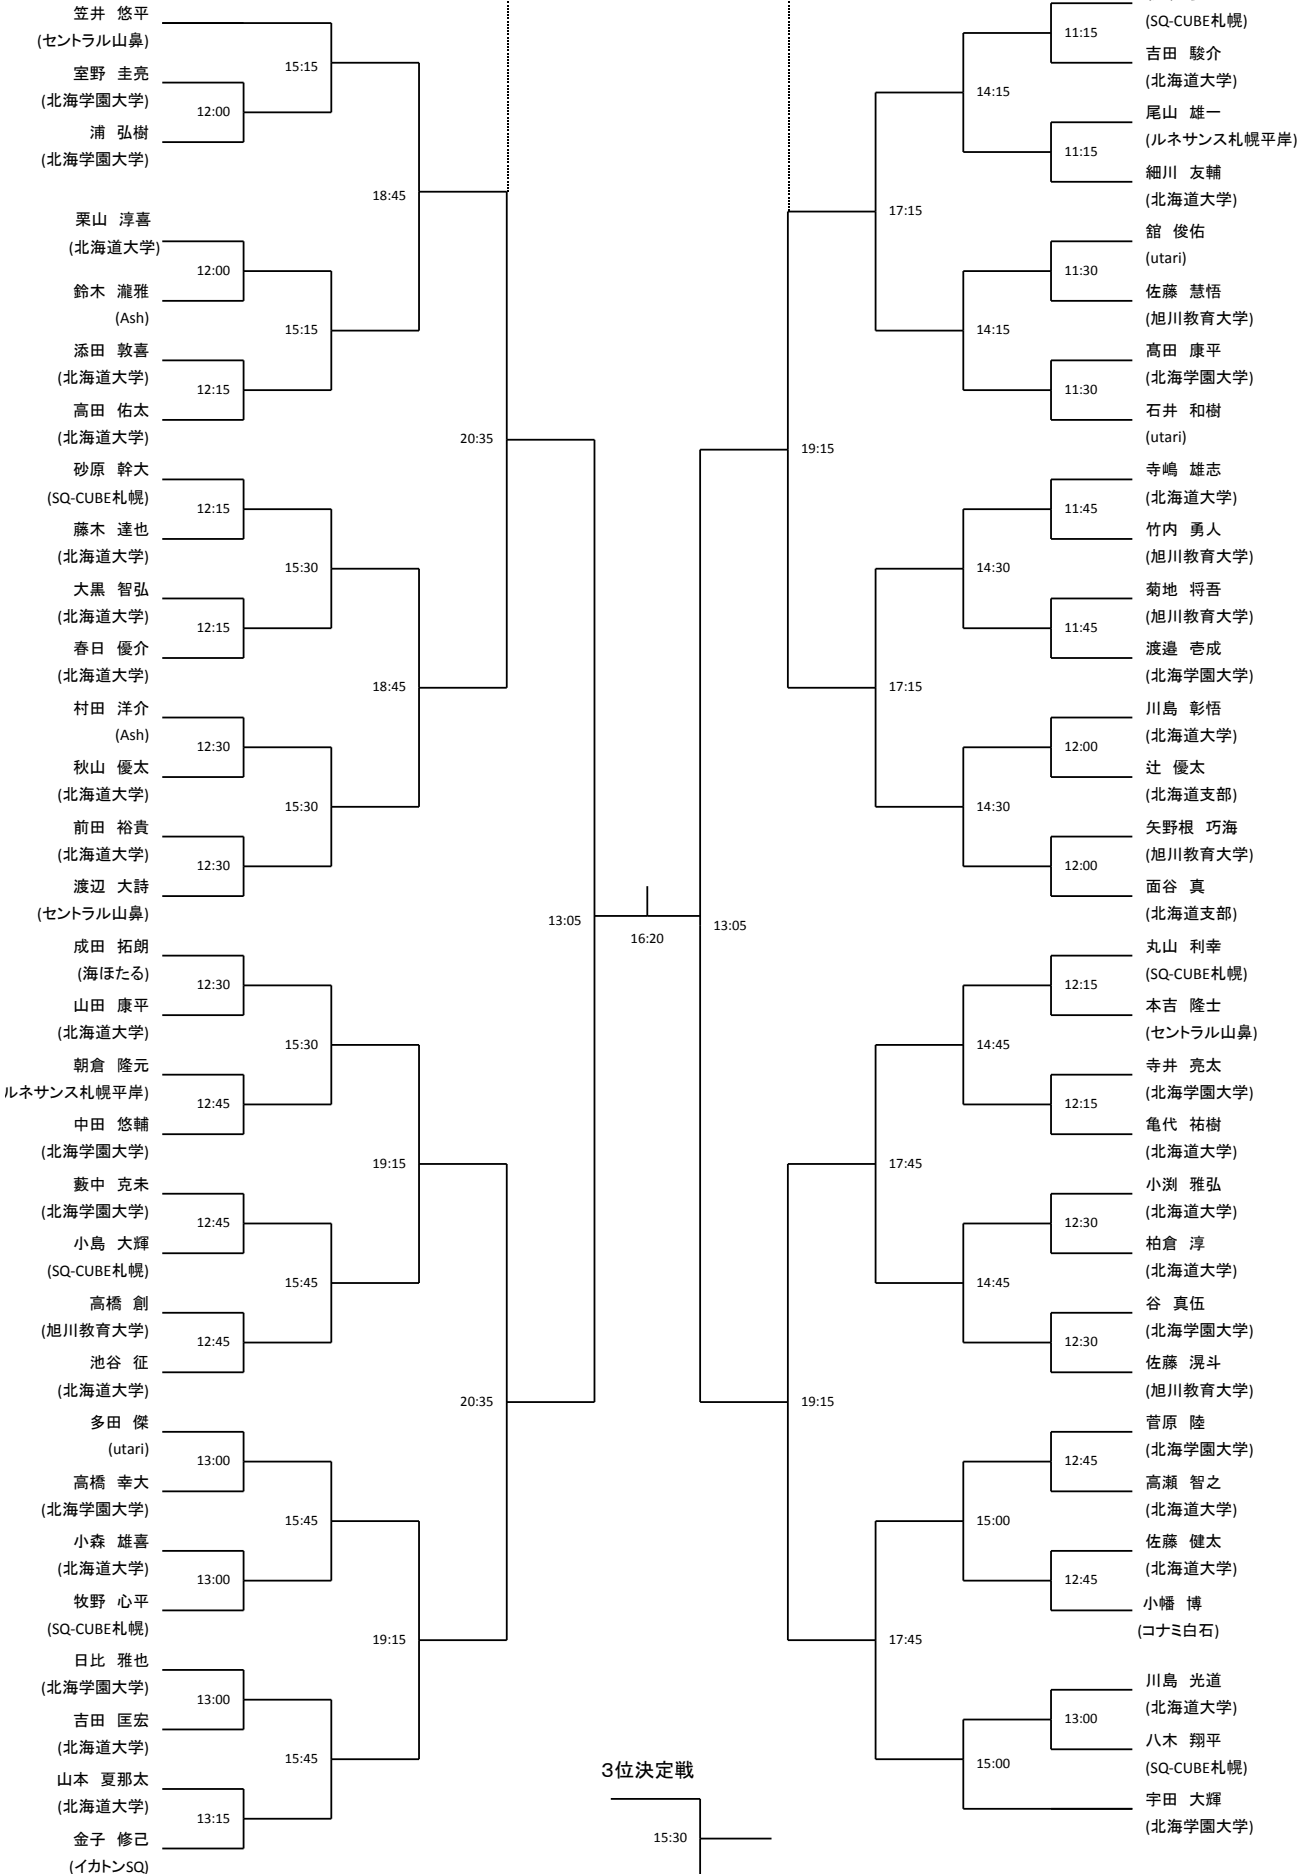 笠井 悠平
(セントラル山鼻)
15:15
室野 圭亮
(北海学園大学)
12:00
浦 弘樹
(北海学園大学)
18:45
栗山 淳喜
(北海道大学)
12:00
鈴木 瀧雅
(Ash)
15:15
添田 敦喜
(北海道大学)
12:15
高田 佑太
(北海道大学)
20:35
砂原 幹大
(SQ-CUBE札幌)
12:15
藤木 達也
(北海道大学)
15:30
大黒 智弘
(北海道大学)
12:15
春日 優介
(北海道大学)
18:45
村田 洋介
(Ash)
12:30
秋山 優太
(北海道大学)
15:30
前田 裕貴
(北海道大学)
12:30
渡辺 大詩
(セントラル山鼻)
13:05
成田 拓朗
(海ほたる)
12:30
山田 康平
(北海道大学)
15:30
朝倉 隆元
ルネサンス札幌平岸)
12:45
中田 悠輔
(北海学園大学)
19:15
藪中 克未
(北海学園大学)
12:45
小島 大輝
(SQ-CUBE札幌)
15:45
高橋 創
(旭川教育大学)
12:45
池谷 征
(北海道大学)
20:35
多田 傑
(utari)
13:00
高橋 幸大
(北海学園大学)
15:45
小森 雄喜
(北海道大学)
13:00
牧野 心平
(SQ-CUBE札幌)
19:15
日比 雅也
(北海学園大学)
13:00
吉田 匡宏
(北海道大学)
15:45
山本 夏那太
(北海道大学)
13:15
金子 修己
(イカトンSQ)
16:20
3位決定戦
15:30
(SQ-CUBE札幌)
11:15
吉田 駿介
(北海道大学)
14:15
尾山 雄一
(ルネサンス札幌平岸)
11:15
細川 友輔
(北海道大学)
17:15
舘 俊佑
(utari)
11:30
佐藤 慧悟
(旭川教育大学)
14:15
髙田 康平
(北海学園大学)
11:30
石井 和樹
(utari)
19:15
寺嶋 雄志
(北海道大学)
11:45
竹内 勇人
(旭川教育大学)
14:30
菊地 将吾
(旭川教育大学)
11:45
渡邉 壱成
(北海学園大学)
17:15
川島 彰悟
(北海道大学)
12:00
辻 優太
(北海道支部)
14:30
矢野根 巧海
(旭川教育大学)
12:00
面谷 真
(北海道支部)
13:05
丸山 利幸
(SQ-CUBE札幌)
12:15
本吉 隆士
(セントラル山鼻)
14:45
寺井 亮太
(北海学園大学)
12:15
亀代 祐樹
(北海道大学)
17:45
小渕 雅弘
(北海道大学)
12:30
柏倉 淳
(北海道大学)
14:45
谷 真伍
(北海学園大学)
12:30
佐藤 滉斗
(旭川教育大学)
19:15
菅原 陸
(北海学園大学)
12:45
高瀬 智之
(北海道大学)
15:00
佐藤 健太
(北海道大学)
12:45
小幡 博
(コナミ白石)
17:45
川島 光道
(北海道大学)
13:00
八木 翔平
(SQ-CUBE札幌)
15:00
宇田 大輝
(北海学園大学)